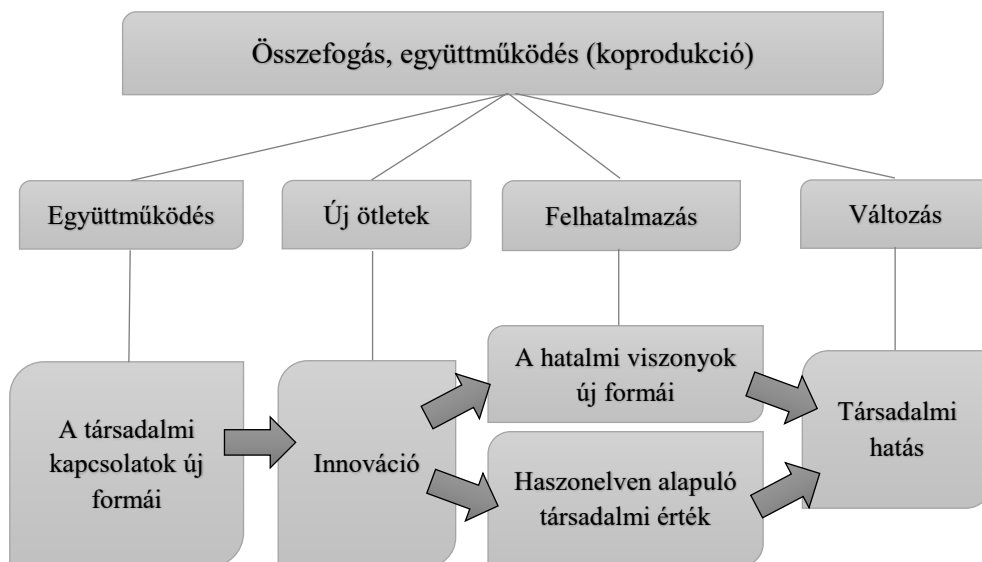 Összefogás, együttműködés (koprodukció)
Együttműködés
Új ötletek
Felhatalmazás
Változás
A társadalmi
kapcsolatok új
formái
Innováció
A hatalmi viszonyok
új formái
Haszonelven alapuló
társadalmi érték
Társadalmi
hatás